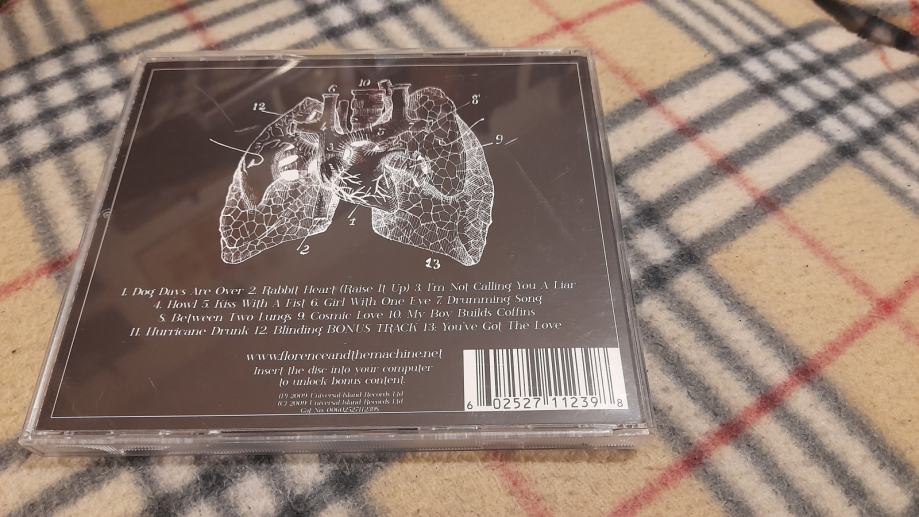 6 10
12 8
5
3 9
4
2
13
1. Dog Days Are Over 2. Rabbit Heart (Raise It Up) 3. I'm Not Calling You A Liar
4. Howl 5. Kiss With A Fist 6. Girl With One Eye 7. Drumming Song
8. Between Two Lungs 9. Cosmic Love 10. My Boy Builds Coffins
11. Hurricane Drunk 12. Blinding BONUS TRACK 13. You've Got The Love
www.florenceandthemachine.net
Insert the disc into your computer
to unlock bonus content.
(P) 2009 Universal-Island Records Ltd
(C) 2009 Universal-Island Records Ltd
Cat No. 00602527112398
6 02527 11239 8